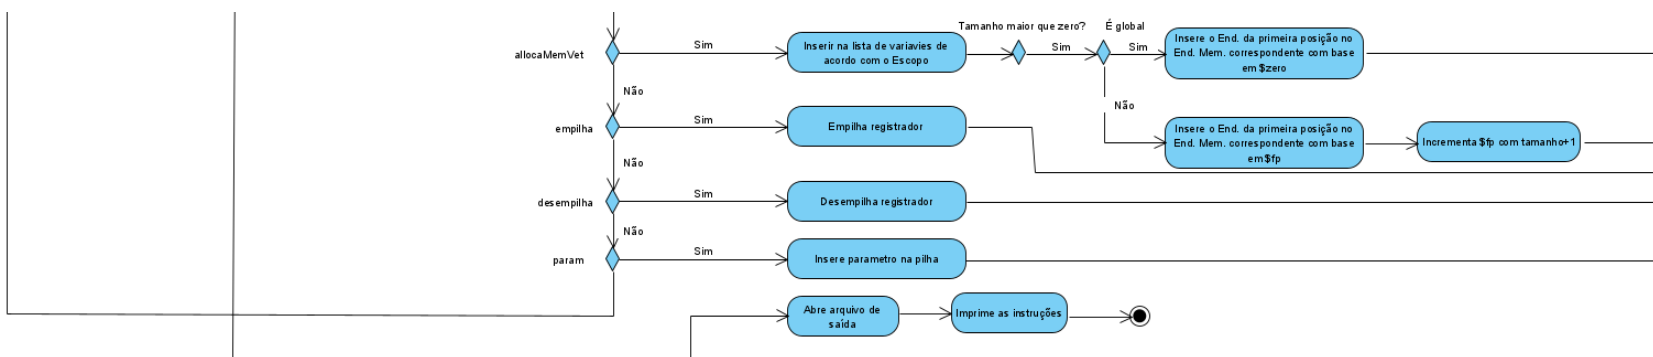 Tamanho maior que zero?
É global
allocaMemVet
Sim
Inserir na lista de variavies de
acordo com o Escopo
Sim
Sim
Insere o End. da primeira posição no
End. Mem. correspondente com base
em $zero
Não
Não
empilha
Sim
Empilha registrador
Insere o End. da primeira posição no
End. Mem. correspondente com base
em $fp
Incrementa $fp com tamanho+1
Não
desempilha
Sim
Desempilha registrador
Não
param
Sim
Insere parametro na pilha
Abre arquivo de
saída
Imprime as instruções